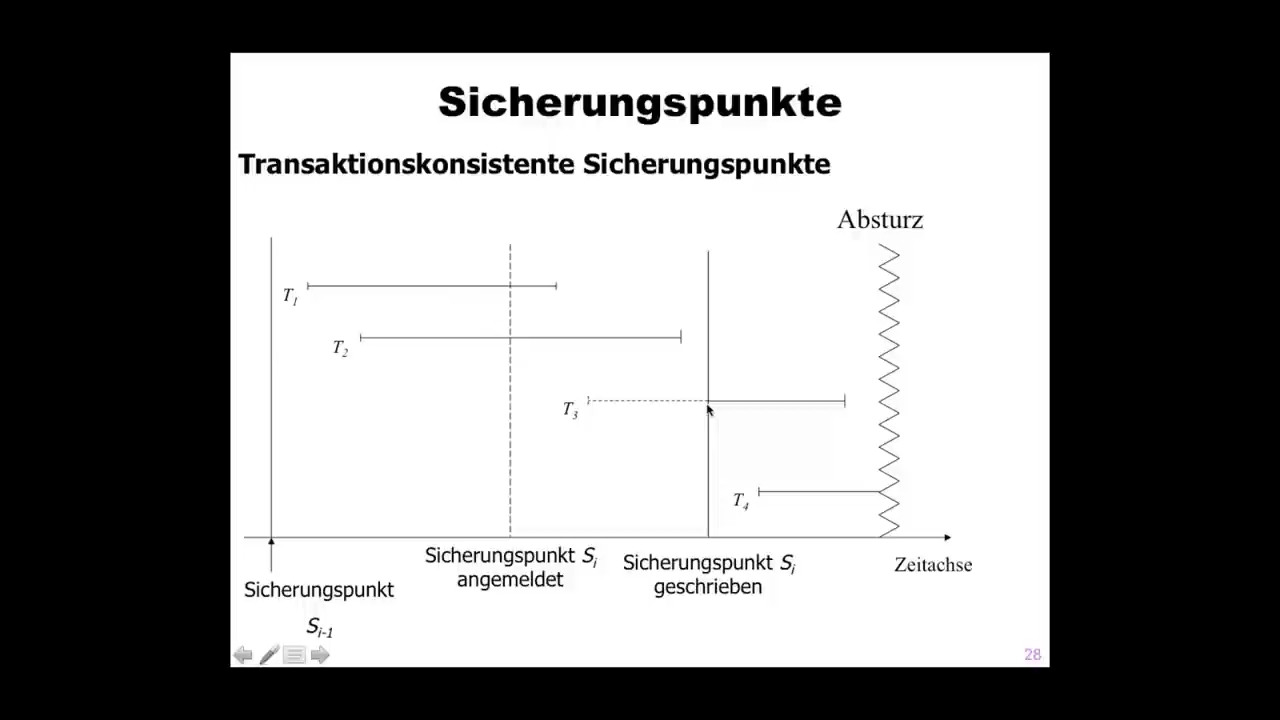 Sicherungspunkte
Transaktionskonsistente Sicherungspunkte
Absturz
T1
T2
T3
T4
Sicherungspunkt Si
angemeldet
Sicherungspunkt Si
geschrieben
Zeitachse
Sicherungspunkt
Si-1
28